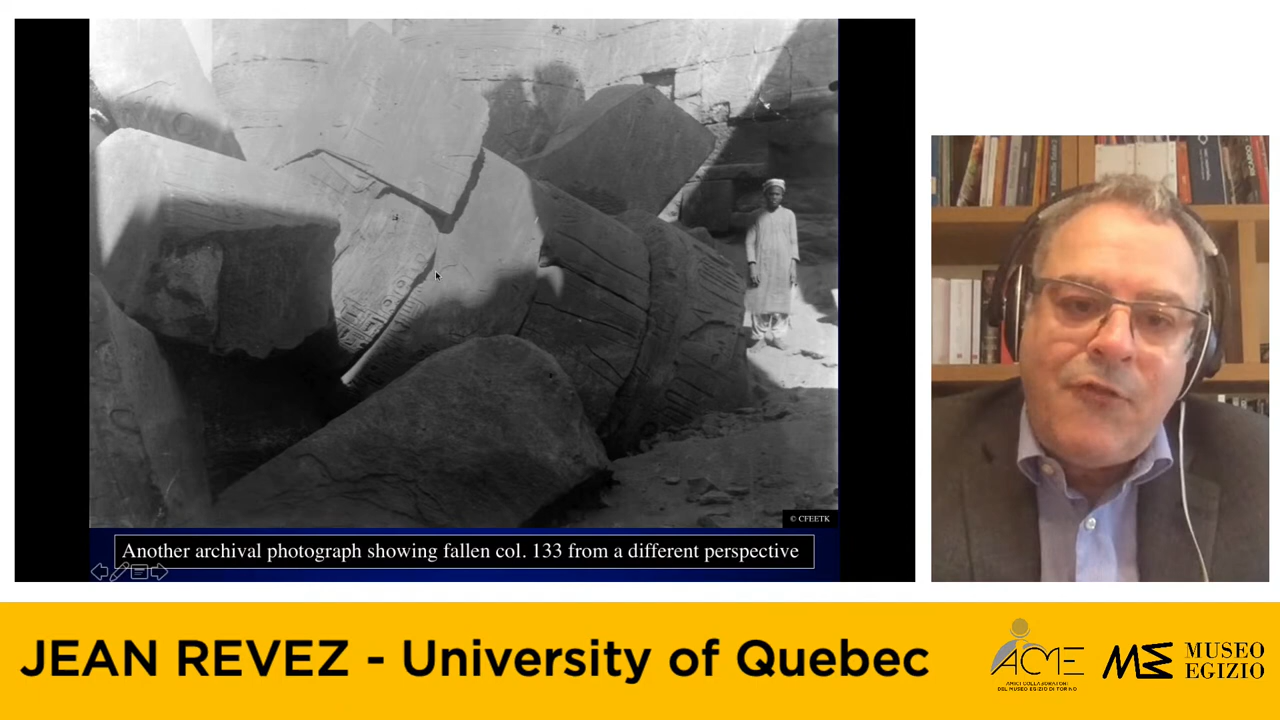 © CFEETK
Another archival photograph showing fallen col. 133 from a different perspective
JEAN REVEZ - University of Quebec
ACME
AMICI COLLABORATORI
DEL MUSEO EGIZIO DI TORINO
MUSEO
EGIZIO